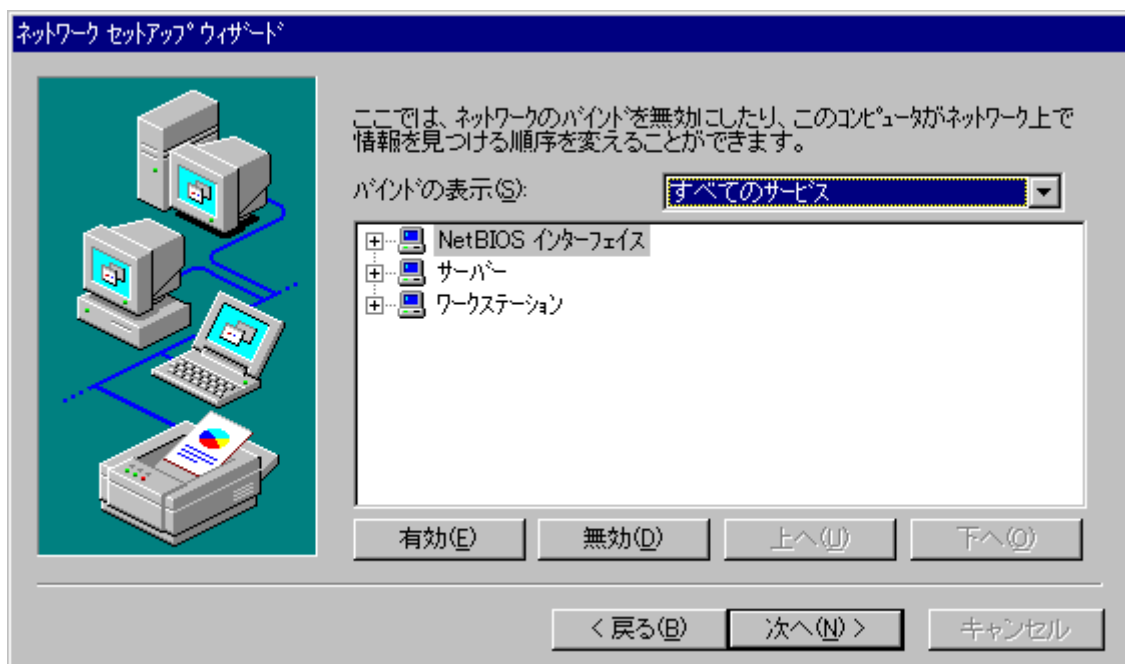 ネットワーク セットアップ ウィザード
ここでは、ネットワークのバインドを無効にしたり、このコンピュータがネットワーク上で
情報を見つける順序を変えることができます。
バインドの表示(S):
すべてのサービス
NetBIOS インターフェイス
サーバー
ワークステーション
有効(E)
無効(D)
上へ(U)
下へ(O)
< 戻る(B)
次へ(N) >
キャンセル